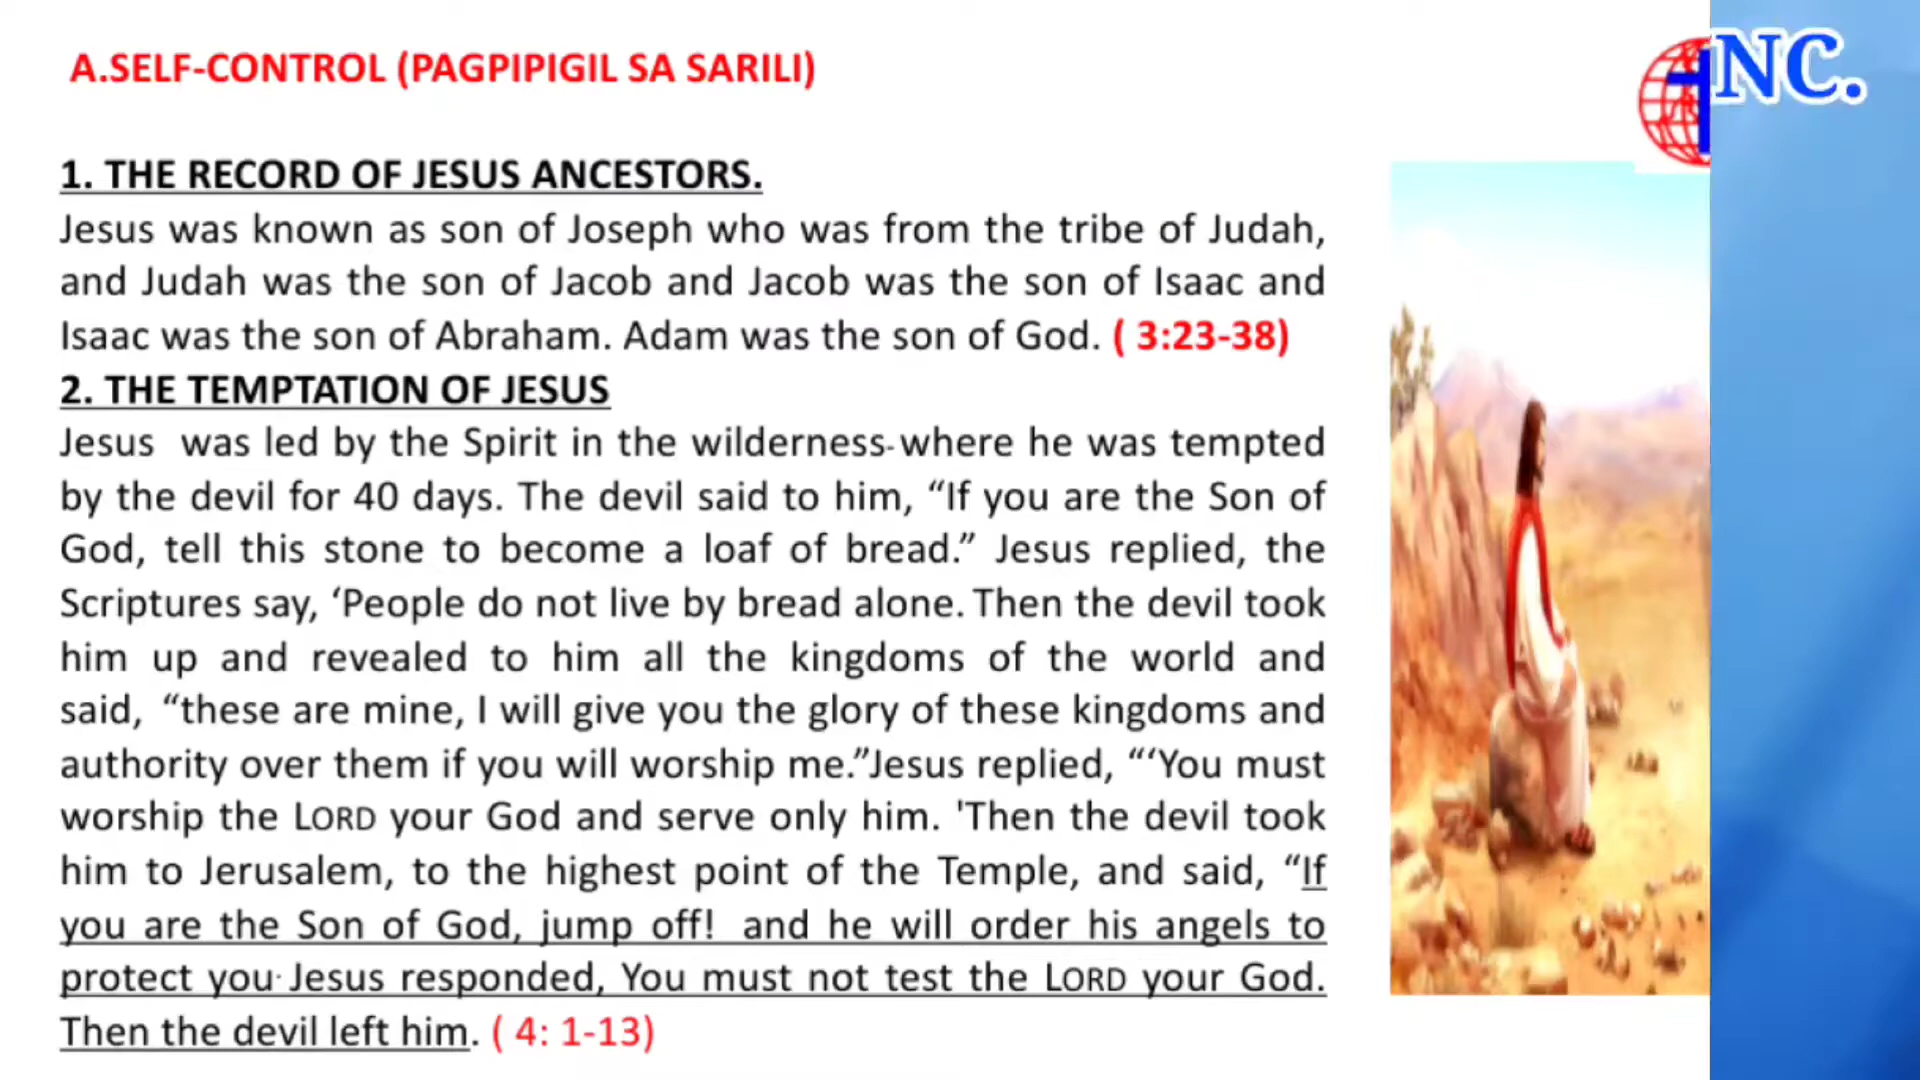 A.SELF-CONTROL (PAGPIPIGIL SA SARILI)
NC.
1. THE RECORD OF JESUS ANCESTORS.
Jesus was known as son of Joseph who was from the tribe of Judah,
and Judah was the son of Jacob and Jacob was the son of Isaac and
Isaac was the son of Abraham. Adam was the son of God. ( 3:23-38)
2. THE TEMPTATION OF JESUS
Jesus  was led by the Spirit in the wilderness-where he was tempted
by the devil for 40 days. The devil said to him, “If you are the Son of
God, tell this stone to become a loaf of bread.” Jesus replied, the
Scriptures say, ‘People do not live by bread alone. Then the devil took
him up and revealed to him all the kingdoms of the world and
said, “these are mine, I will give you the glory of these kingdoms and
authority over them if you will worship me.”Jesus replied, “‘You must
worship the LORD your God and serve only him. 'Then the devil took
him to Jerusalem, to the highest point of the Temple, and said, “If
you are the Son of God, jump off!  and he will order his angels to
protect you· Jesus responded, You must not test the LORD your God.
Then the devil left him. ( 4: 1-13)